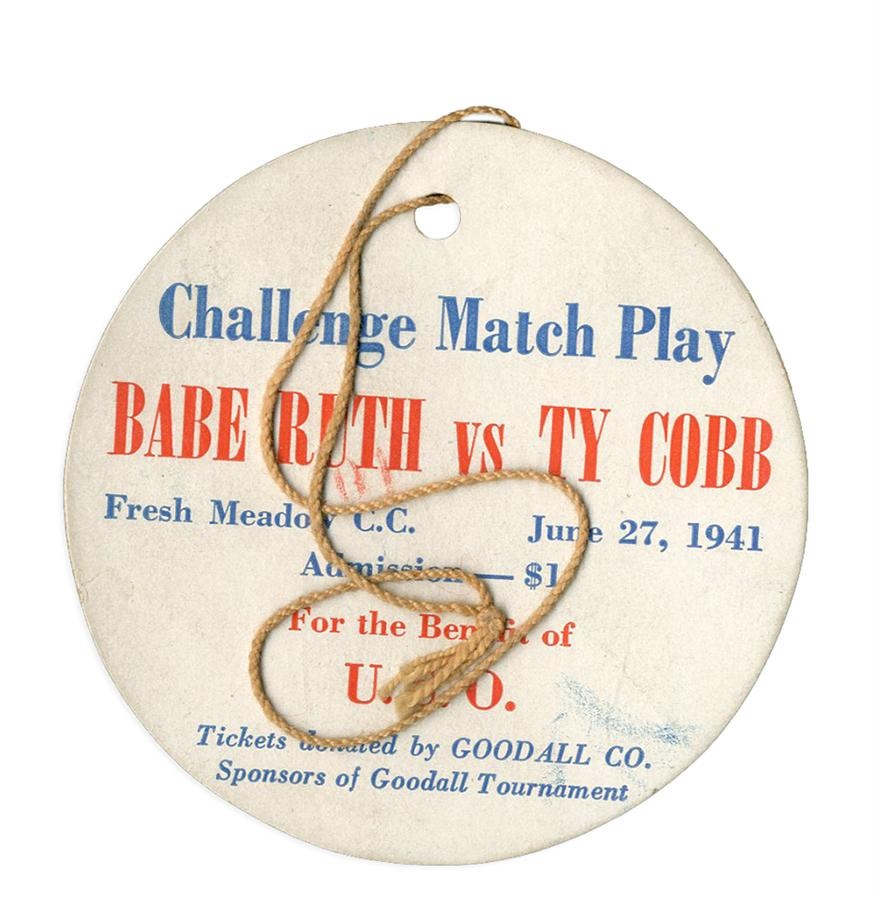 Challenge Match Play
BABE RUTH vs TY COBB
Fresh Meadow C.C. June 27, 1941
Admission — $1
For the Benefit of
U.S.O.
Tickets donated by GOODALL CO.
Sponsors of Goodall Tournament